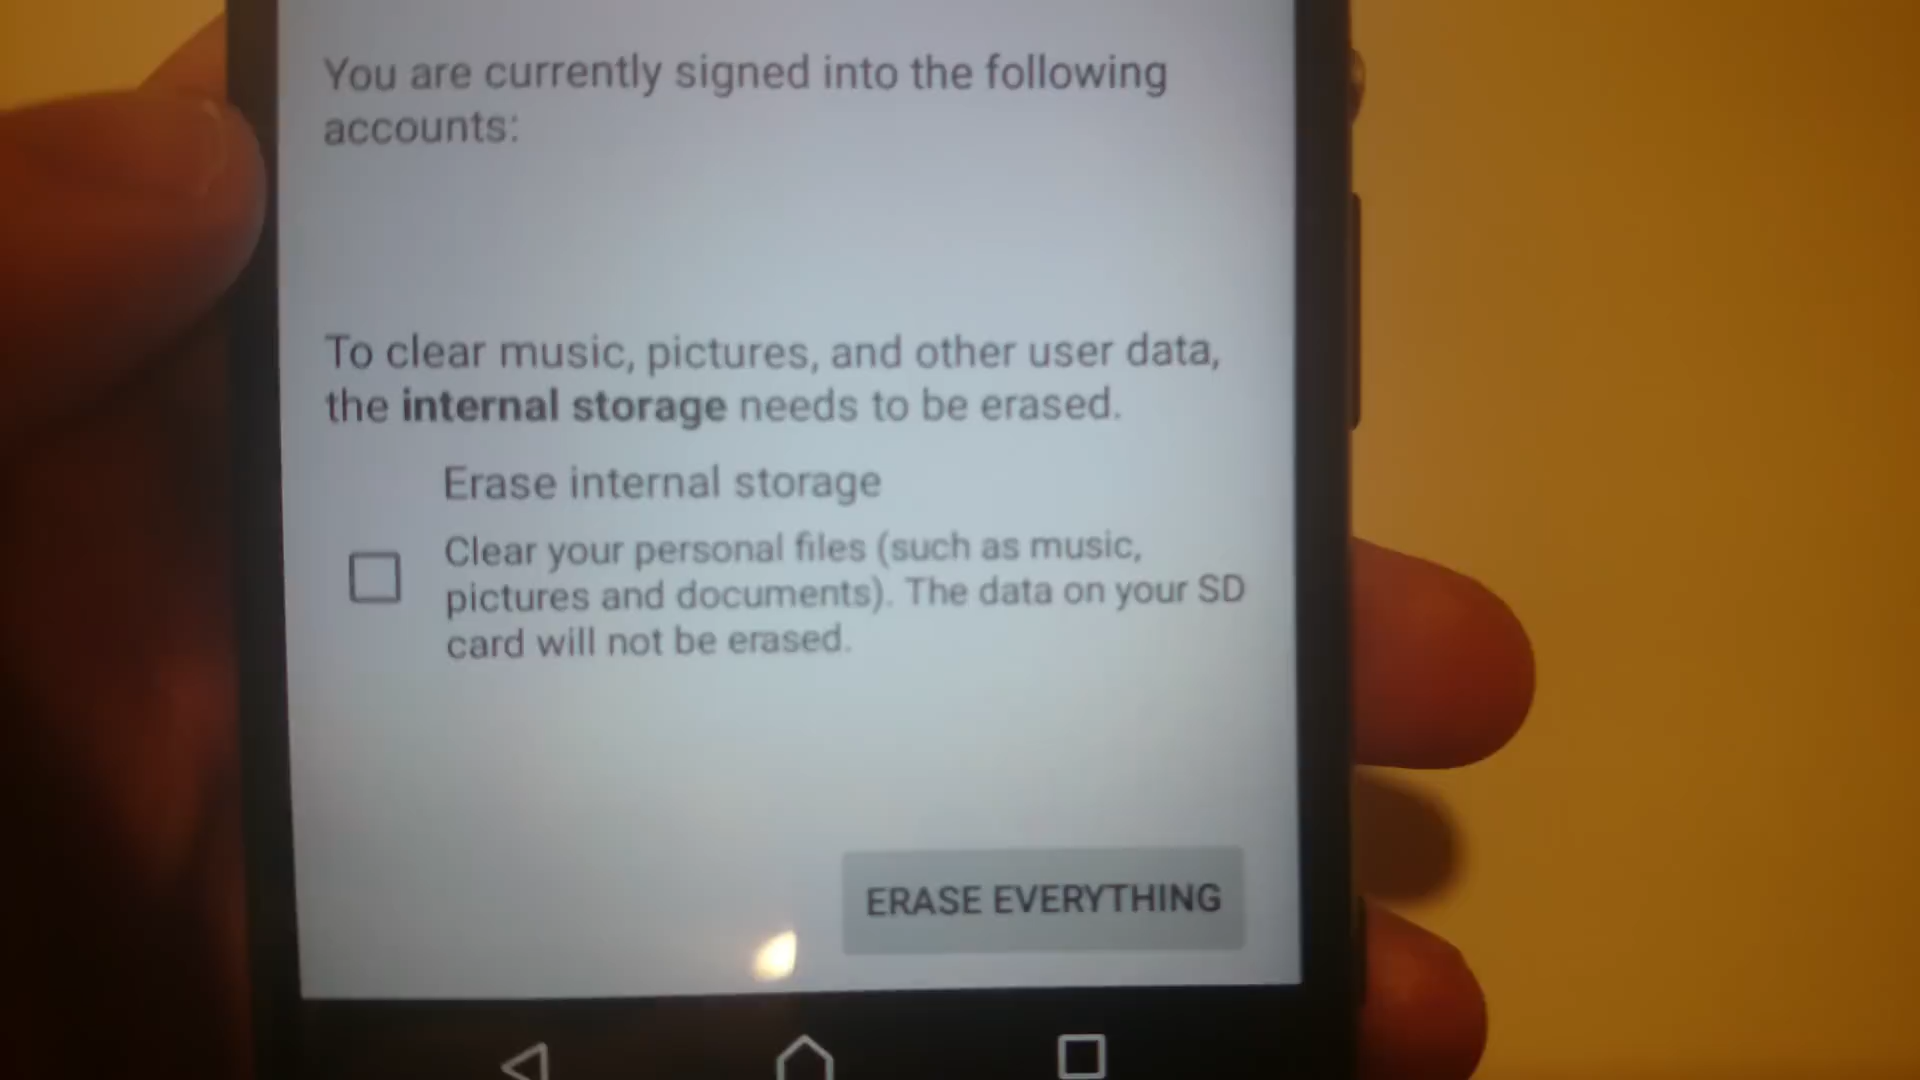 You are currently signed into the following
accounts:
To clear music, pictures, and other user data,
the internal storage needs to be erased.
Erase internal storage
Clear your personal files (such as music,
pictures and documents). The data on your SD
card will not be erased.
ERASE EVERYTHING